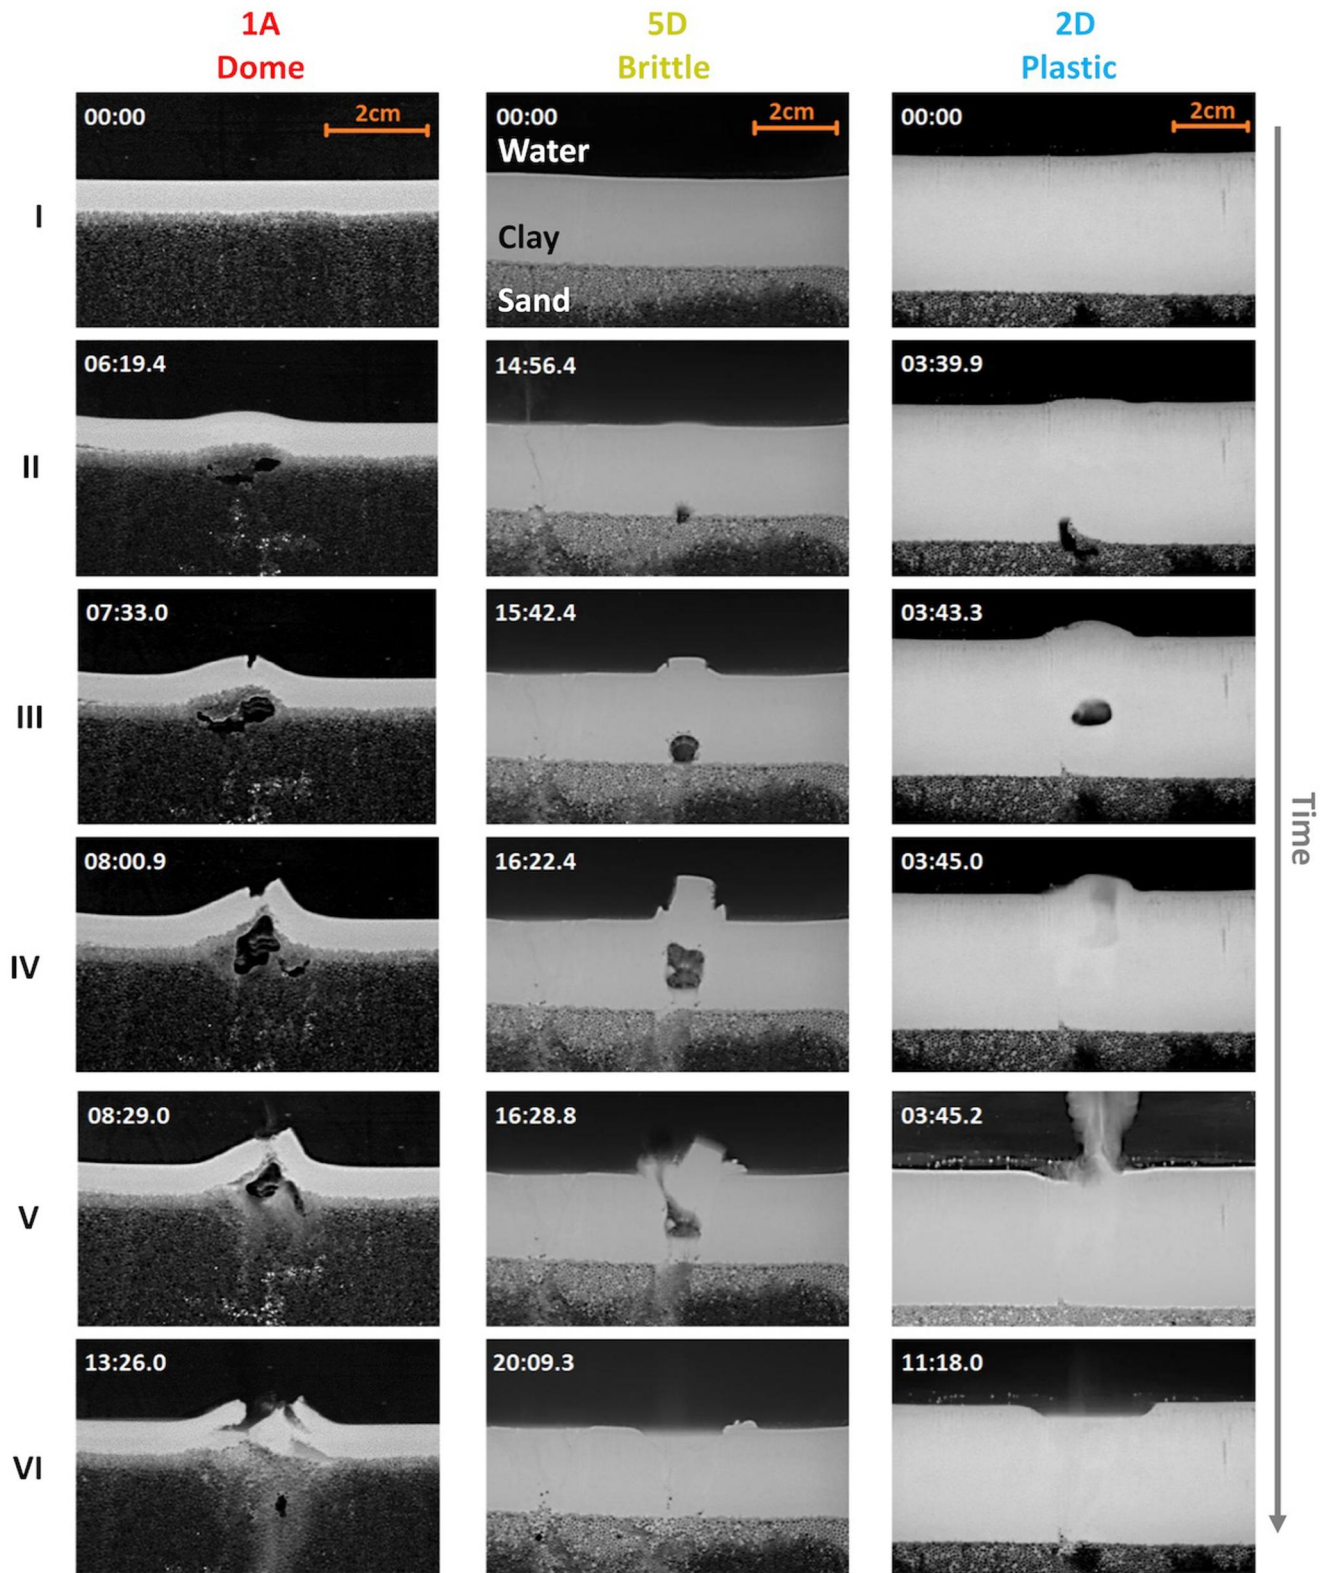 1A
Dome
5D
Brittle
2D
Plastic
I
00:00
2cm
00:00
2cm
Water
Clay
Sand
00:00
2cm
II
06:19.4
14:56.4
03:39.9
III
07:33.0
15:42.4
03:43.3
IV
08:00.9
16:22.4
03:45.0
Time
V
08:29.0
16:28.8
03:45.2
VI
13:26.0
20:09.3
11:18.0